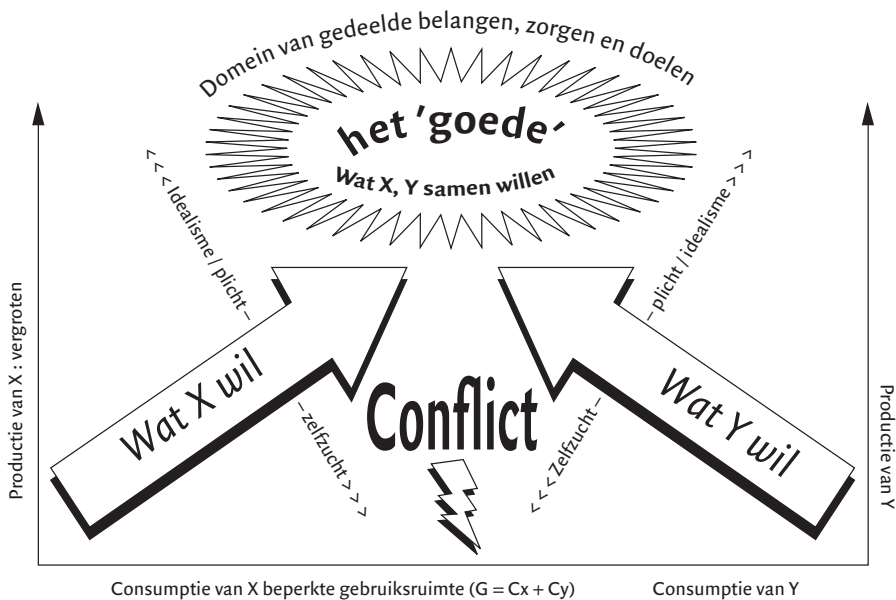 Domein van gedeelde belangen, zorgen en doelen
het 'goede'
Wat X, Y samen willen
< < < Idealisme / plicht –
– plicht / idealisme > > >
Productie van X : vergroten
Wat X wil
Conflict
Wat Y wil
Productie van Y
– zelfzucht > > >
< < < Zelfzucht –
Consumptie van X beperkte gebruiksruimte (G = Cx + Cy)
Consumptie van Y